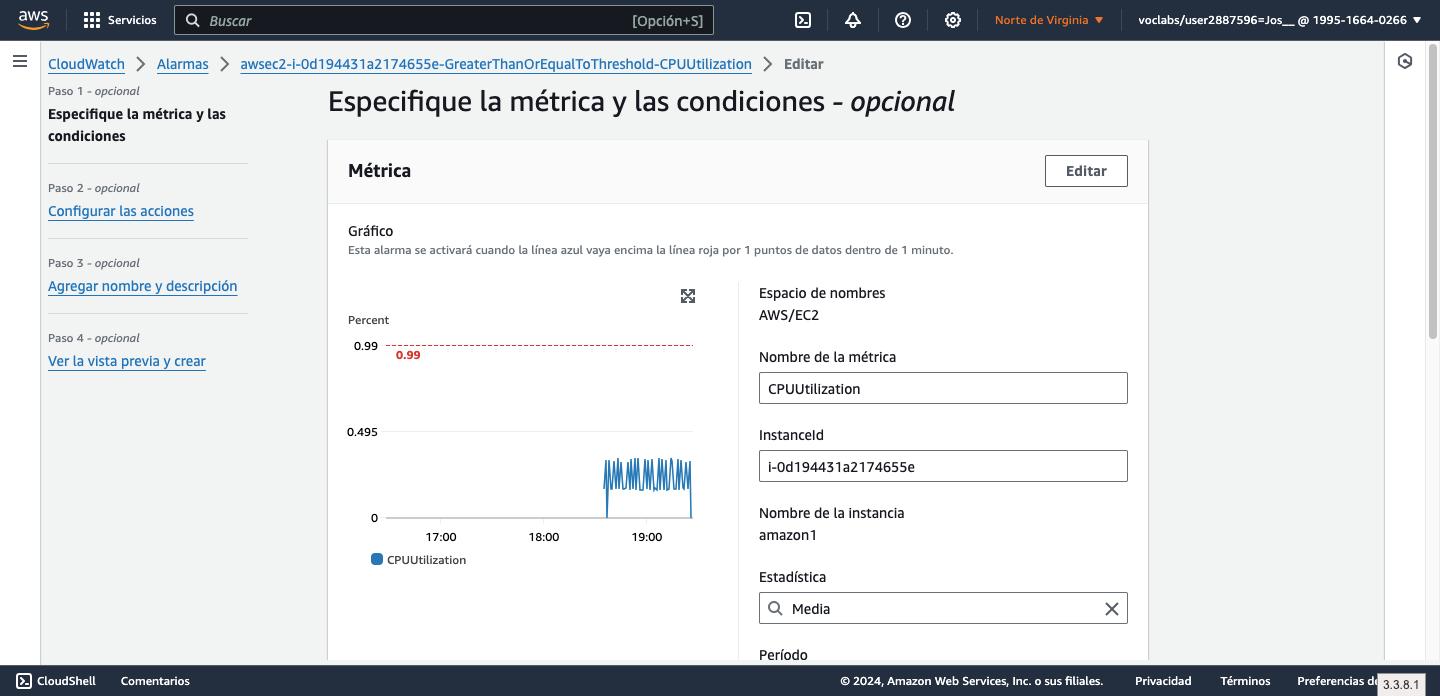 aws
Servicios
Buscar
[Opción+S]
Norte de Virginia
voclabs/user2887596=Jos__ @ 1995-1664-0266
CloudWatch
Alarmas
awsec2-i-0d194431a2174655e-GreaterThanOrEqualToThreshold-CPUUtilization
Editar
Paso 1 - opcional
Especifique la métrica y las
condiciones
Paso 2 - opcional
Configurar las acciones
Paso 3 - opcional
Agregar nombre y descripción
Paso 4 - opcional
Ver la vista previa y crear
Especifique la métrica y las condiciones - opcional
Métrica
Editar
Gráfico
Esta alarma se activará cuando la línea azul vaya encima la línea roja por 1 puntos de datos dentro de 1 minuto.
Percent
0.99
0.99
0.495
0
17:00
18:00
19:00
CPUUtilization
Espacio de nombres
AWS/EC2
Nombre de la métrica
CPUUtilization
InstanceId
i-0d194431a2174655e
Nombre de la instancia
amazon1
Estadística
Media
Período
CloudShell
Comentarios
© 2024, Amazon Web Services, Inc. o sus filiales.
Privacidad
Términos
Preferencias de
3.3.8.1